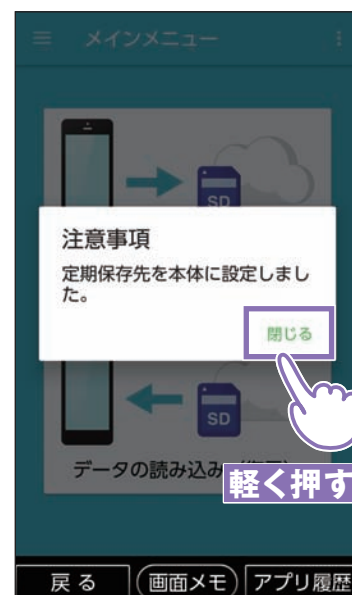 メインメニュー
SD
注意事項
定期保存先を本体に設定しまし
た。
閉じる
SD
データの読み込み
軽く押す
戻る
画面メモ
アプリ履歴